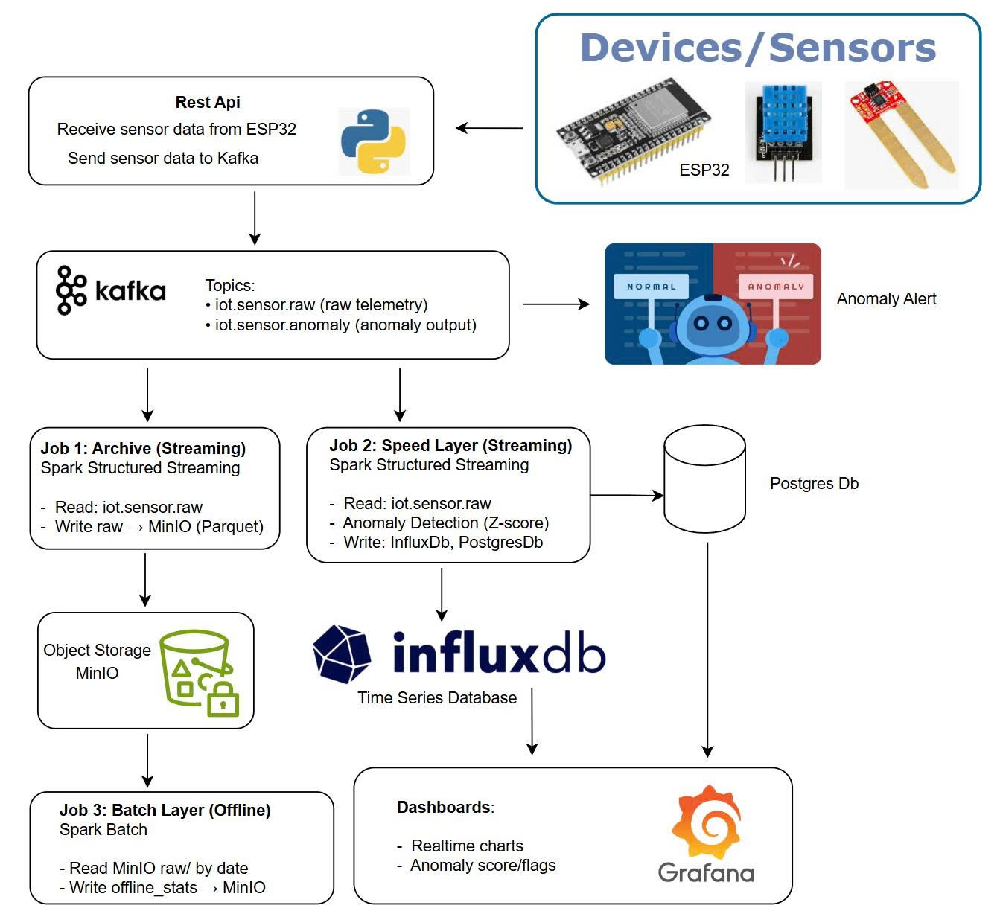 Devices/Sensors
ESP32
Rest Api
Receive sensor data from ESP32
Send sensor data to Kafka
kafka
Topics:
• iot.sensor.raw (raw telemetry)
• iot.sensor.anomaly (anomaly output)
NORMAL
ANOMALY
Anomaly Alert
Job 1: Archive (Streaming)
Spark Structured Streaming
- Read: iot.sensor.raw
- Write raw → MinIO (Parquet)
Job 2: Speed Layer (Streaming)
Spark Structured Streaming
- Read: iot.sensor.raw
- Anomaly Detection (Z-score)
- Write: InfluxDb, PostgresDb
Postgres Db
Object Storage
MinIO
influxdb
Time Series Database
Job 3: Batch Layer (Offline)
Spark Batch
- Read MinIO raw/ by date
- Write offline_stats → MinIO
Dashboards:
- Realtime charts
- Anomaly score/flags
Grafana